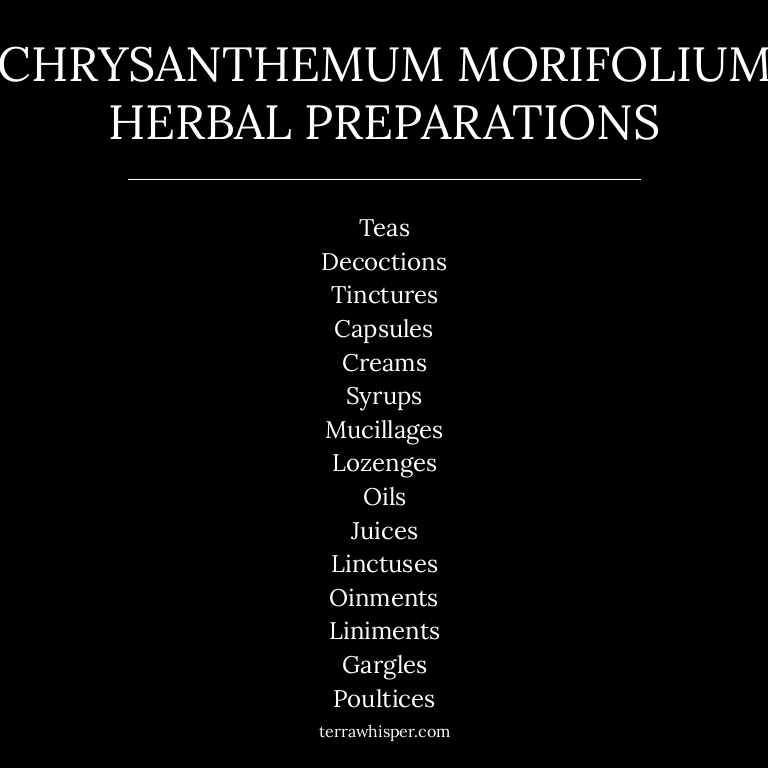 CHRYSANTHEMUM MORIFOLIUM
HERBAL PREPARATIONS
Teas
Decoctions
Tinctures
Capsules
Creams
Syrups
Mucillages
Lozenges
Oils
Juices
Linctuses
Oinments
Liniments
Gargles
Poultices
terrawhisper.com